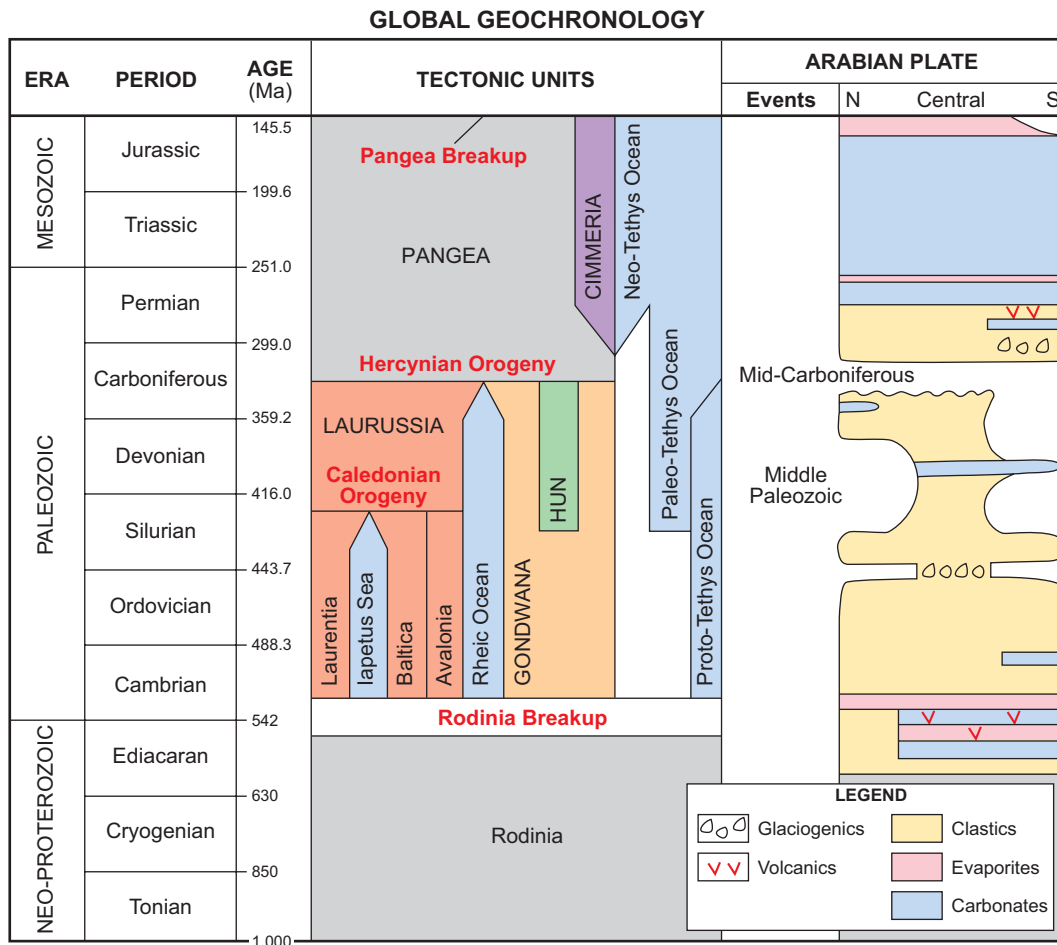 GLOBAL GEOCHRONOLOGY
ERA
PERIOD
AGE
(Ma)
TECTONIC UNITS
ARABIAN PLATE
Events
N
Central
S
MESOZOIC
PALEOZOIC
NEO-PROTEROZOIC
Jurassic
Triassic
Permian
Carboniferous
Devonian
Silurian
Ordovician
Cambrian
Ediacaran
Cryogenian
Tonian
145.5
199.6
251.0
299.0
359.2
416.0
443.7
488.3
542
630
850
1,000
Pangea Breakup
PANGEA
CIMMERIA
Neo-Tethys Ocean
Hercynian Orogeny
LAURUSSIA
Caledonian
Orogeny
HUN
Paleo-Tethys Ocean
Laurentia
Iapetus Sea
Baltica
Avalonia
Rheic Ocean
GONDWANA
Proto-Tethys Ocean
Rodinia Breakup
Rodinia
Mid-Carboniferous
Middle
Paleozoic
LEGEND
Glaciogenics
Volcanics
Clastics
Evaporites
Carbonates